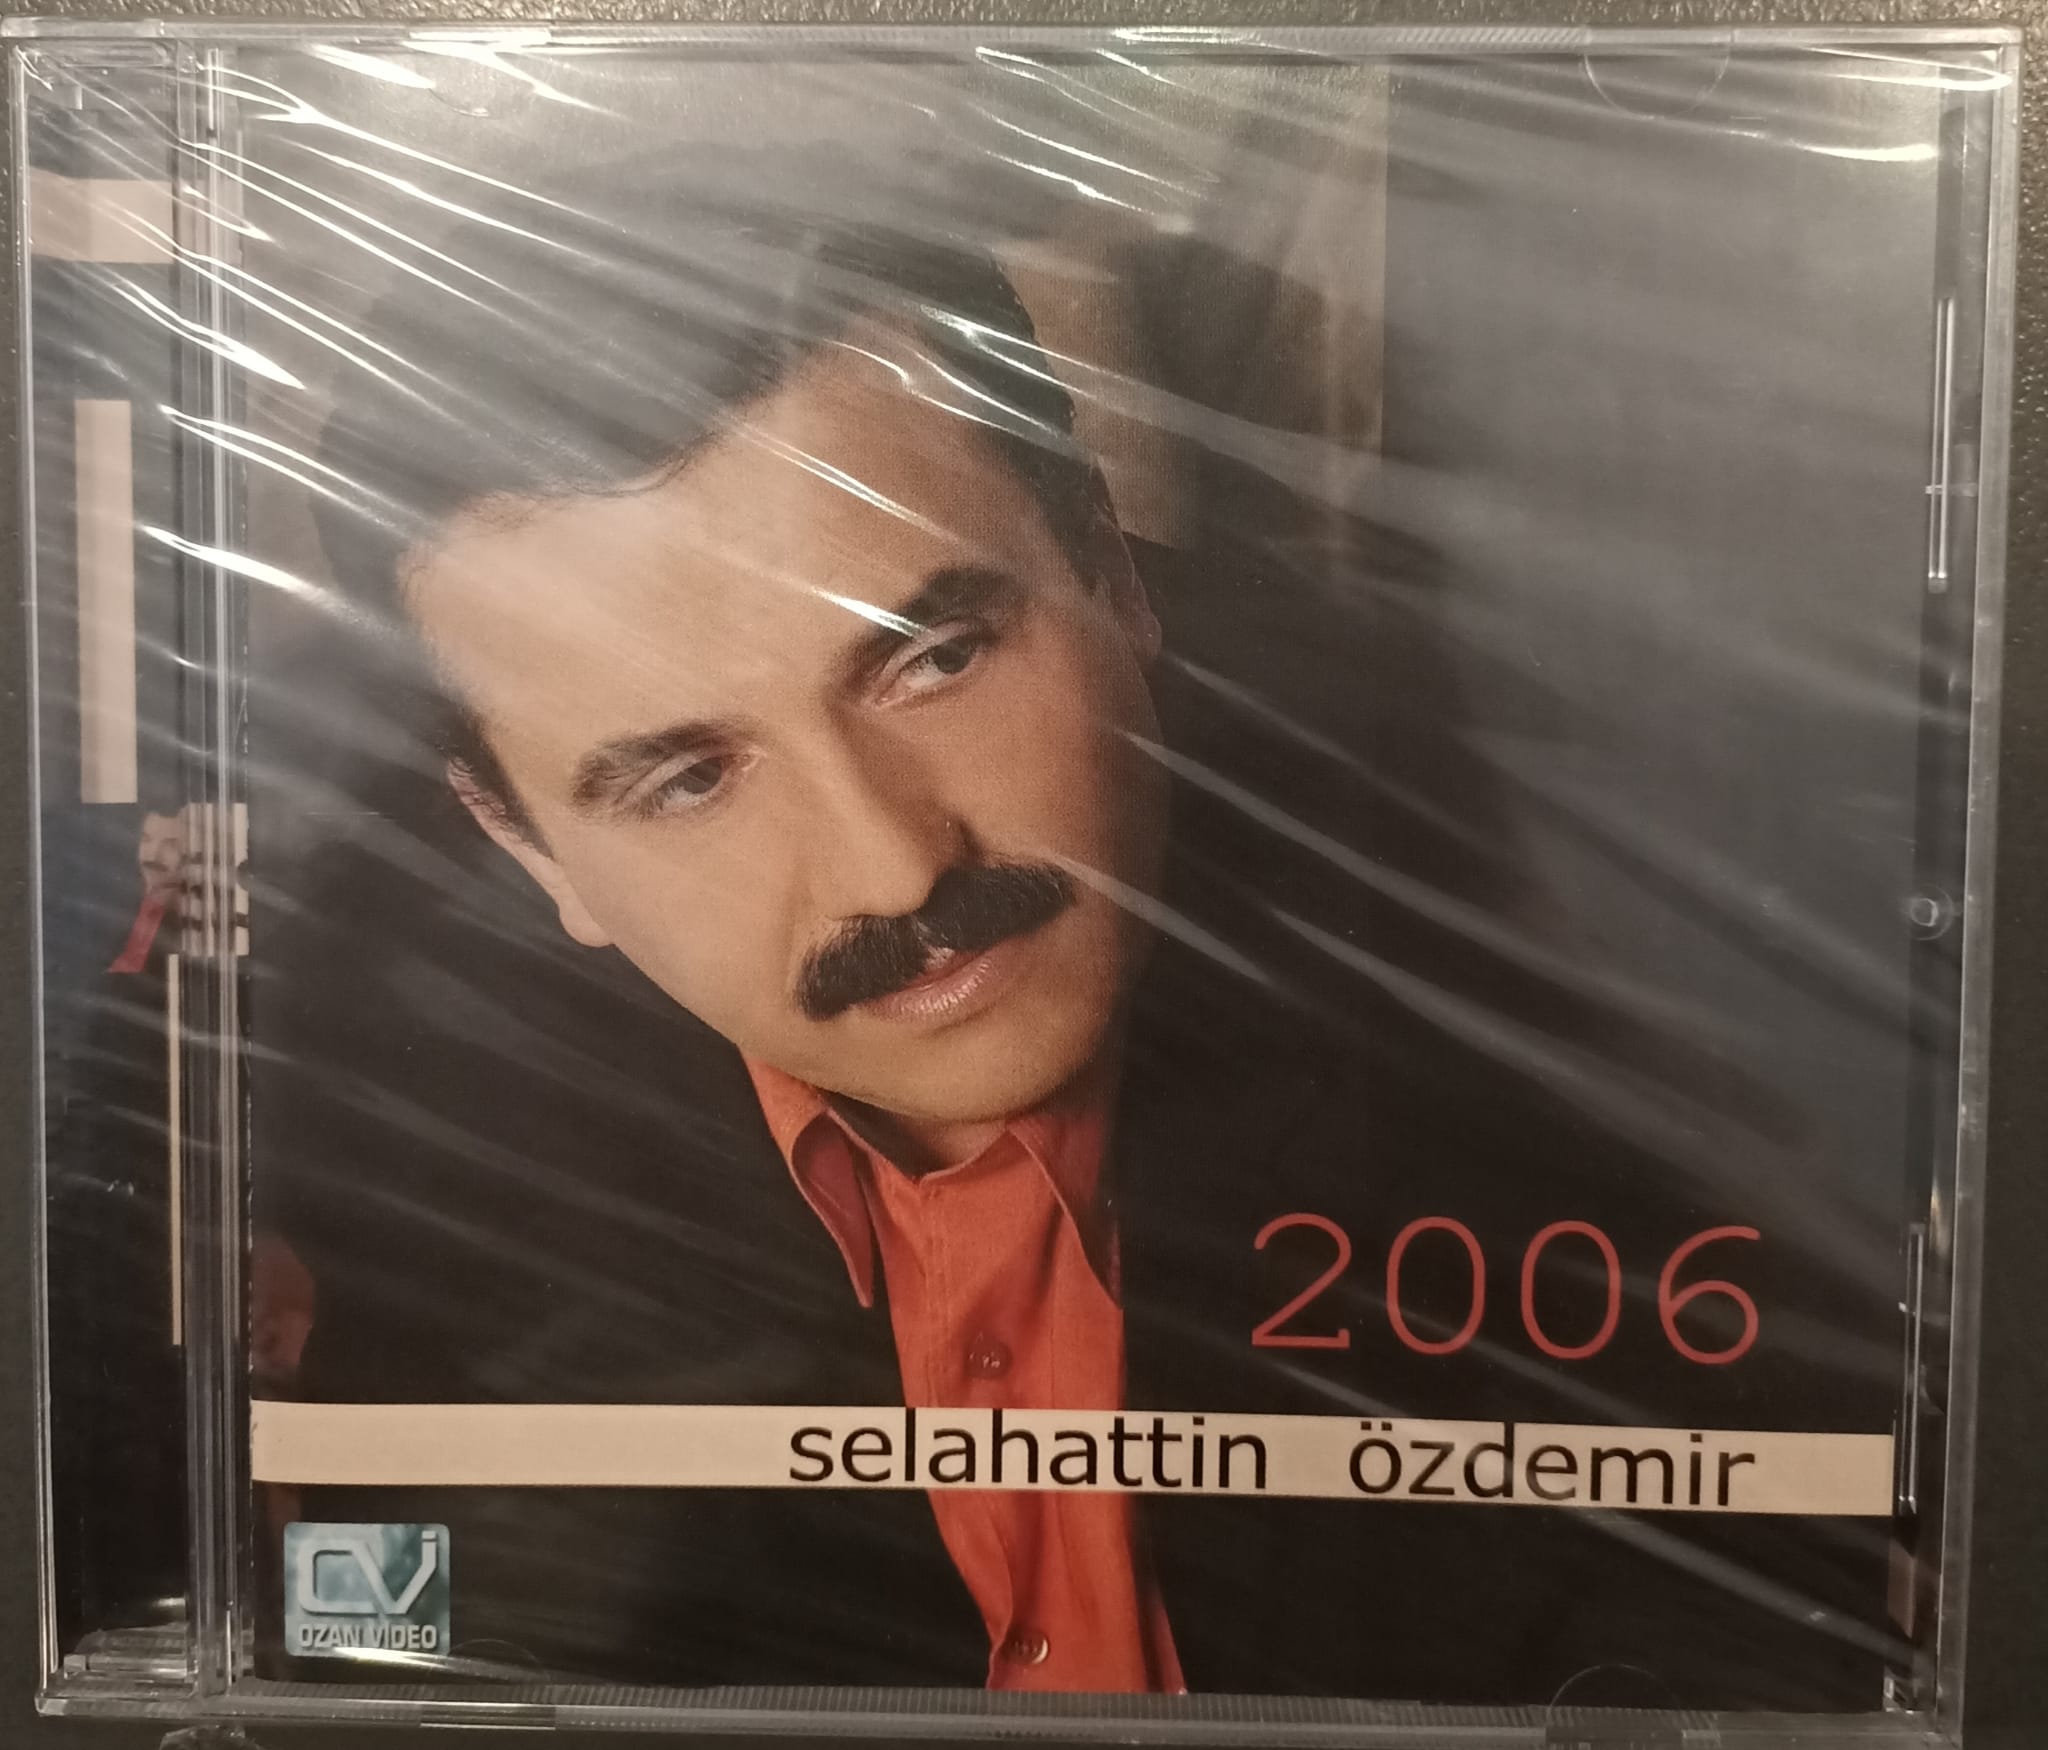 2006
selahattin özdemir
OZAN VİDEO